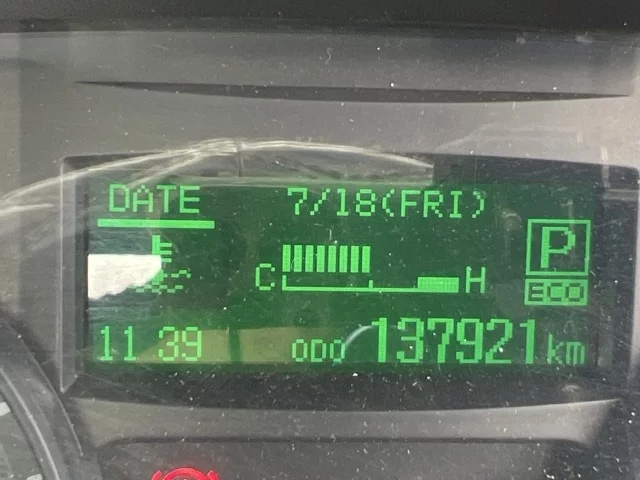 DATE 7/18(FRI)
P
C H
ECO
11 39 ODO 137921 km